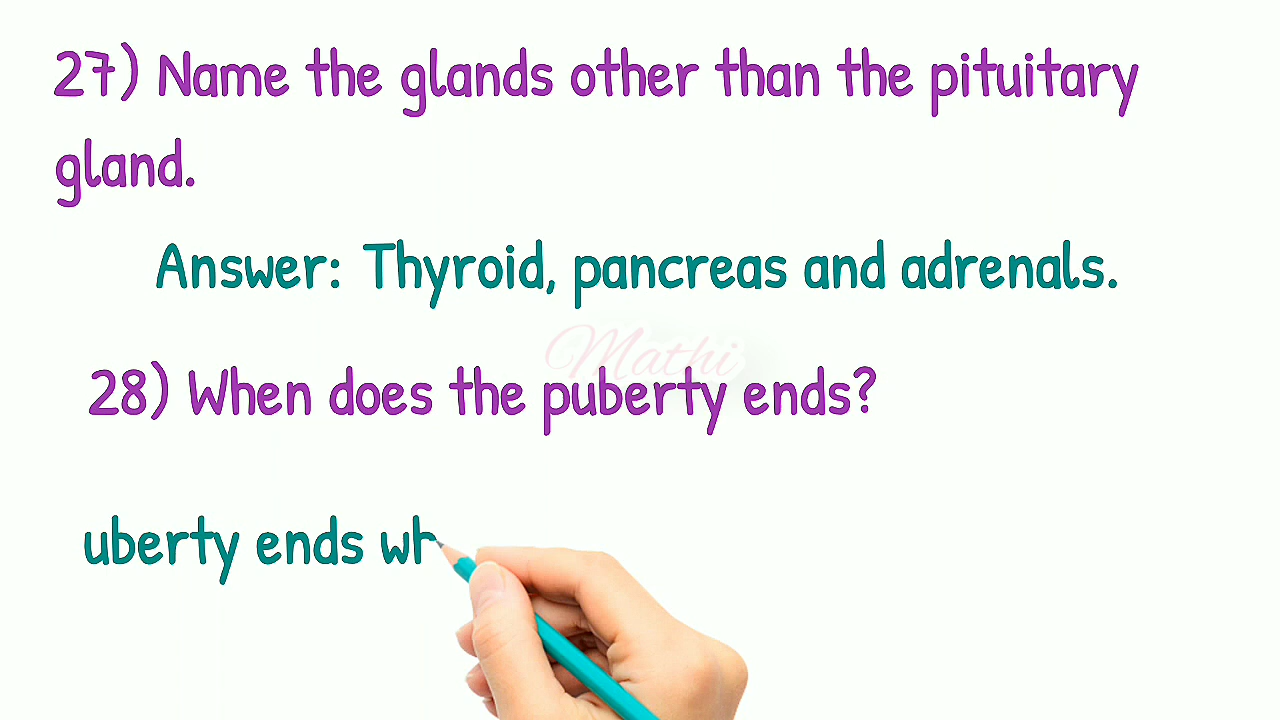 27) Name the glands other than the pituitary
gland.
Answer: Thyroid, pancreas and adrenals.
Mathi
28) When does the puberty ends?
uberty ends wh